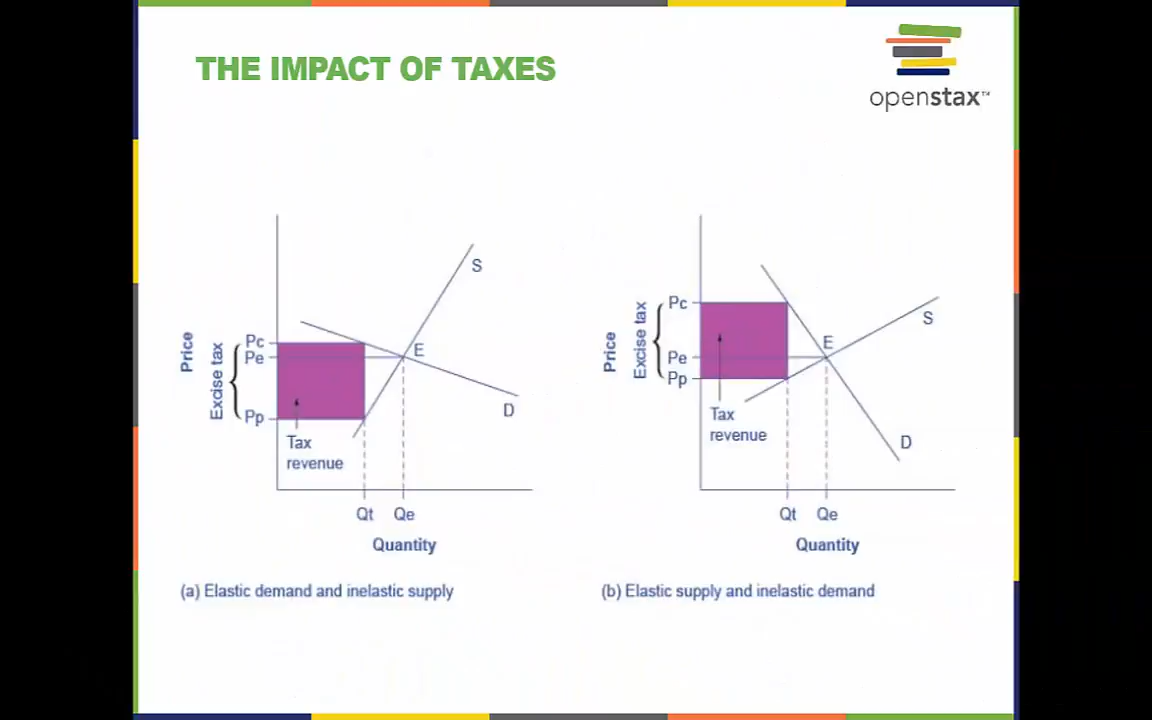 THE IMPACT OF TAXES
openstax™
Price
Excise tax
Pc
Pe
Pp
S
E
D
Tax
revenue
Qt Qe
Quantity
(a) Elastic demand and inelastic supply
Price
Excise tax
Pc
Pe
Pp
S
E
D
Tax
revenue
Qt Qe
Quantity
(b) Elastic supply and inelastic demand